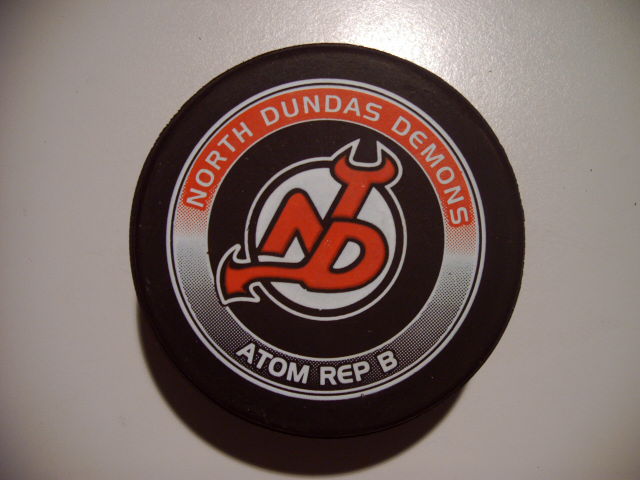 NORTH DUNDAS DEMONS
ND
ATOM REP B